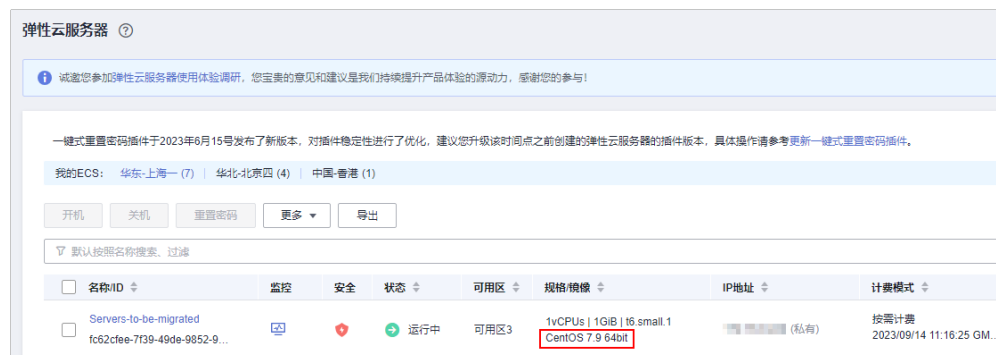 弹性云服务器 ?
诚邀您参加弹性云服务器使用体验调研，您宝贵的意见和建议是我们持续提升产品体验的源动力，感谢您的参与！
一键式重置密码插件于2023年6月15号发布了新版本，对插件稳定性进行了优化，建议您升级该时间点之前创建的弹性云服务器的插件版本，具体操作请参考更新一键式重置密码插件。
我的ECS： 华东-上海一 (7) | 华北-北京四 (4) | 中国-香港 (1)
开机 关机 重置密码 更多 导出
默认按照名称搜索、过滤
名称/ID 监控 安全 状态 可用区 规格/镜像 IP地址 计费模式
Servers-to-be-migrated
fc62cfee-7f39-49de-9852-9...
运行中 可用区3
1vCPUs | 1GiB | t6.small.1
CentOS 7.9 64bit
(私有)
按需计费
2023/09/14 11:16:25 GM...